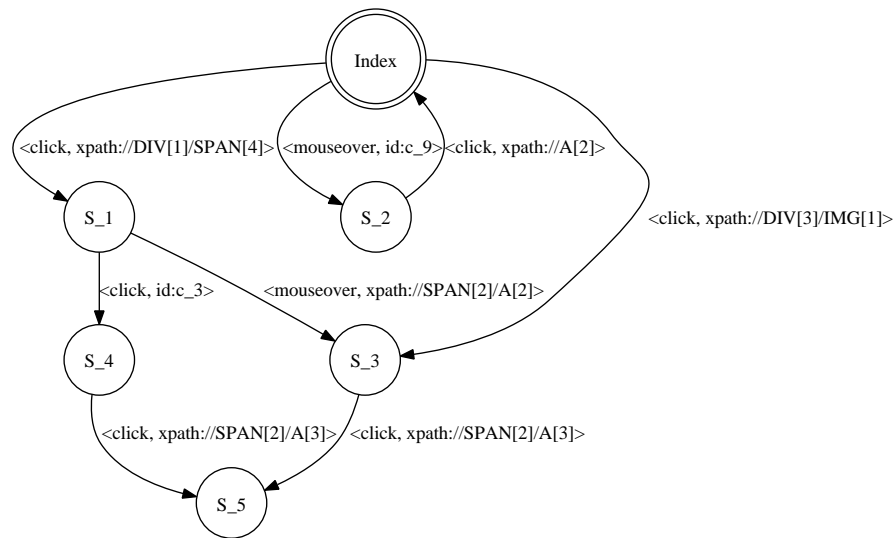 Index
<click, xpath://DIV[1]/SPAN[4]>
<mouseover, id:c_9>
<click, xpath://A[2]>
S_1
S_2
<click, xpath://DIV[3]/IMG[1]>
<click, id:c_3>
<mouseover, xpath://SPAN[2]/A[2]>
S_4
S_3
<click, xpath://SPAN[2]/A[3]>
<click, xpath://SPAN[2]/A[3]>
S_5